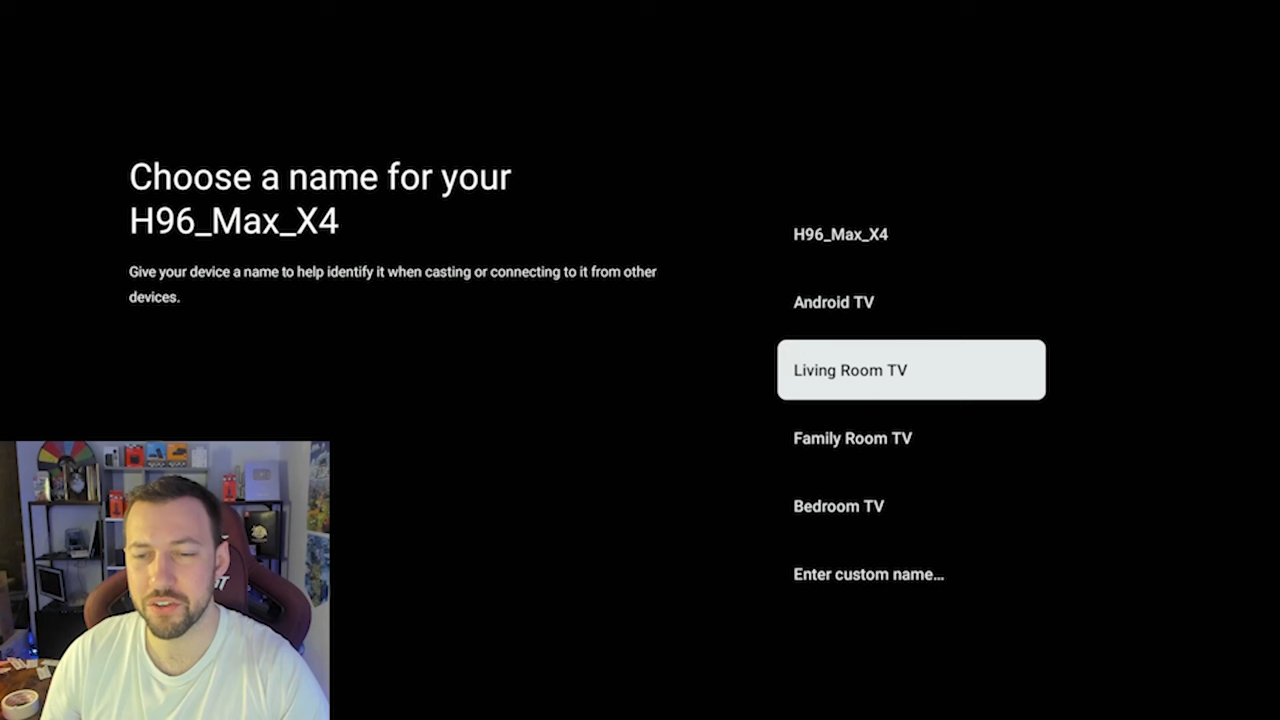 Choose a name for your
H96_Max_X4
Give your device a name to help identify it when casting or connecting to it from other
devices.
H96_Max_X4
Android TV
Living Room TV
Family Room TV
Bedroom TV
Enter custom name...